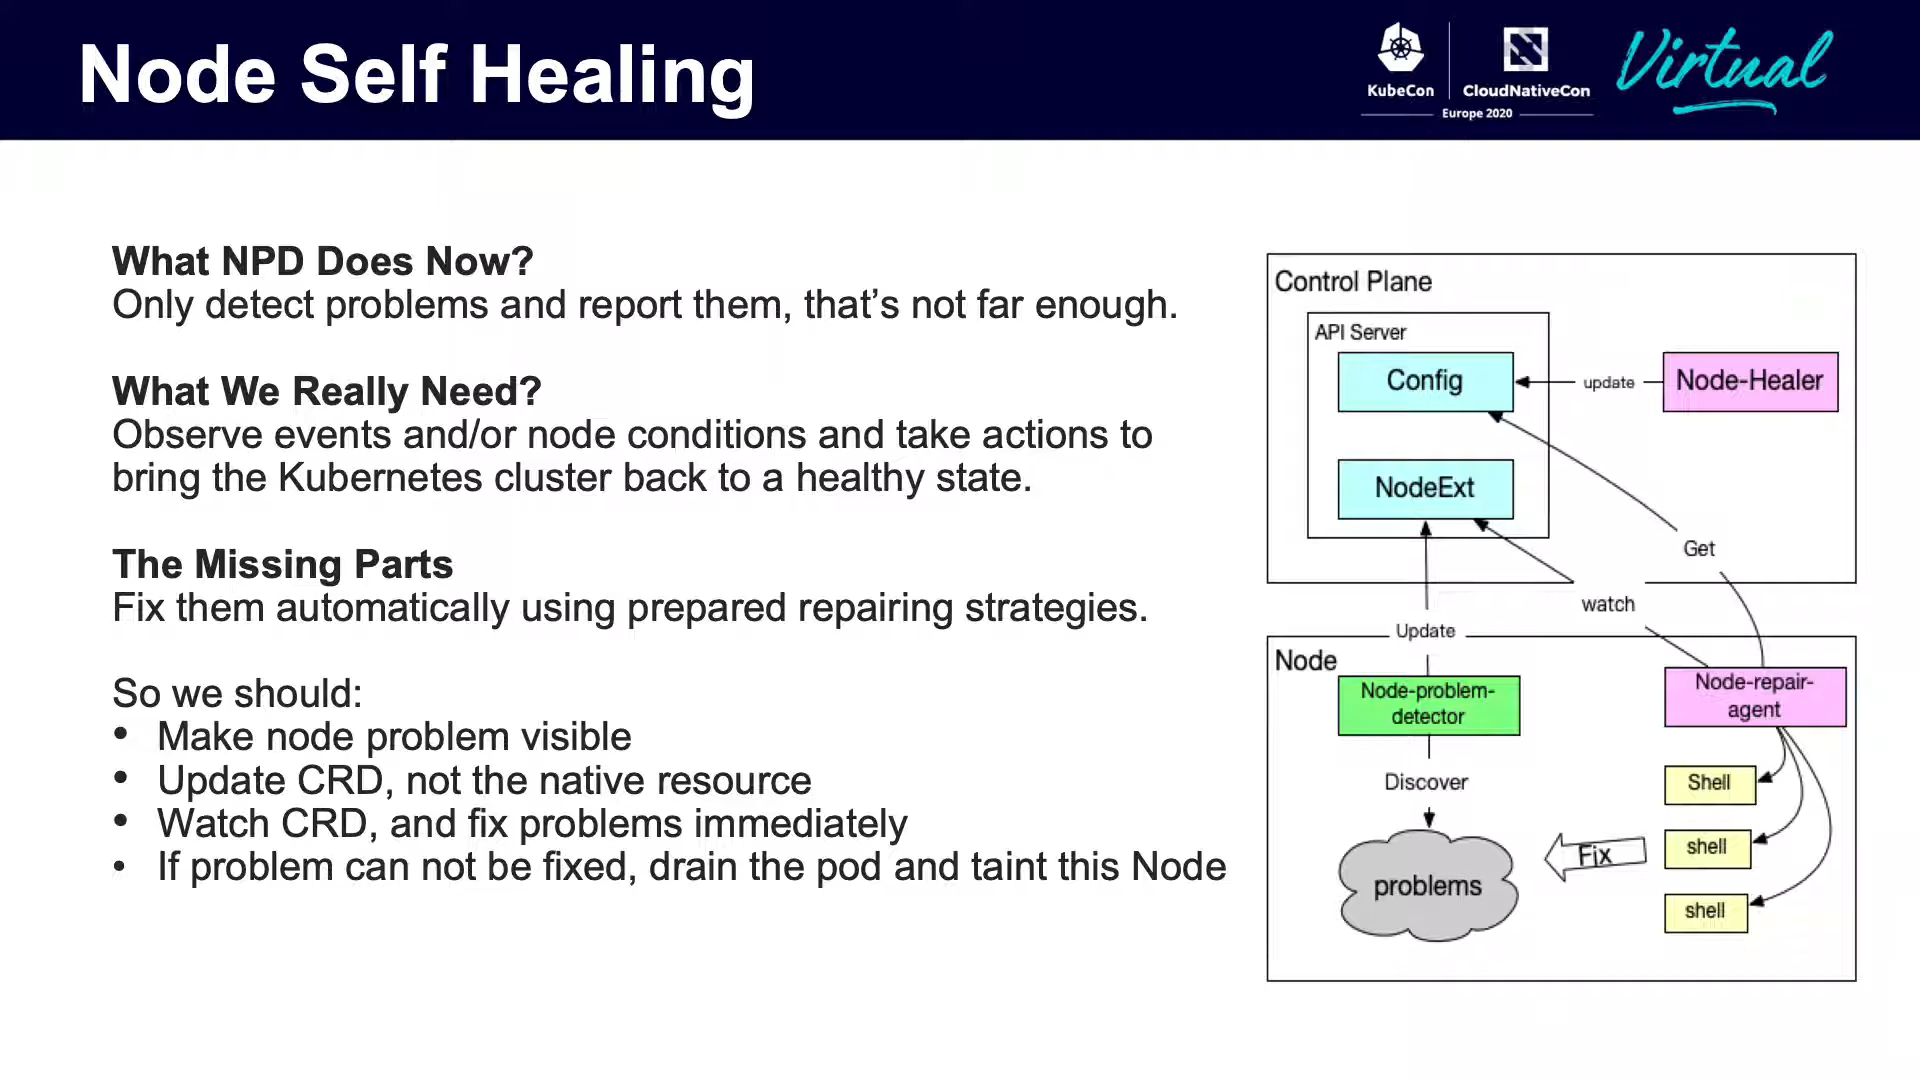 Node Self Healing
KubeCon
CloudNativeCon
Europe 2020
Virtual
What NPD Does Now?
Only detect problems and report them, that’s not far enough.
What We Really Need?
Observe events and/or node conditions and take actions to
bring the Kubernetes cluster back to a healthy state.
The Missing Parts
Fix them automatically using prepared repairing strategies.
So we should:
• Make node problem visible
• Update CRD, not the native resource
• Watch CRD, and fix problems immediately
• If problem can not be fixed, drain the pod and taint this Node
Control Plane
API Server
Config
update
Node-Healer
NodeExt
Get
watch
Update
Node
Node-problem-
detector
Node-repair-
agent
Discover
Shell
shell
shell
Fix
problems